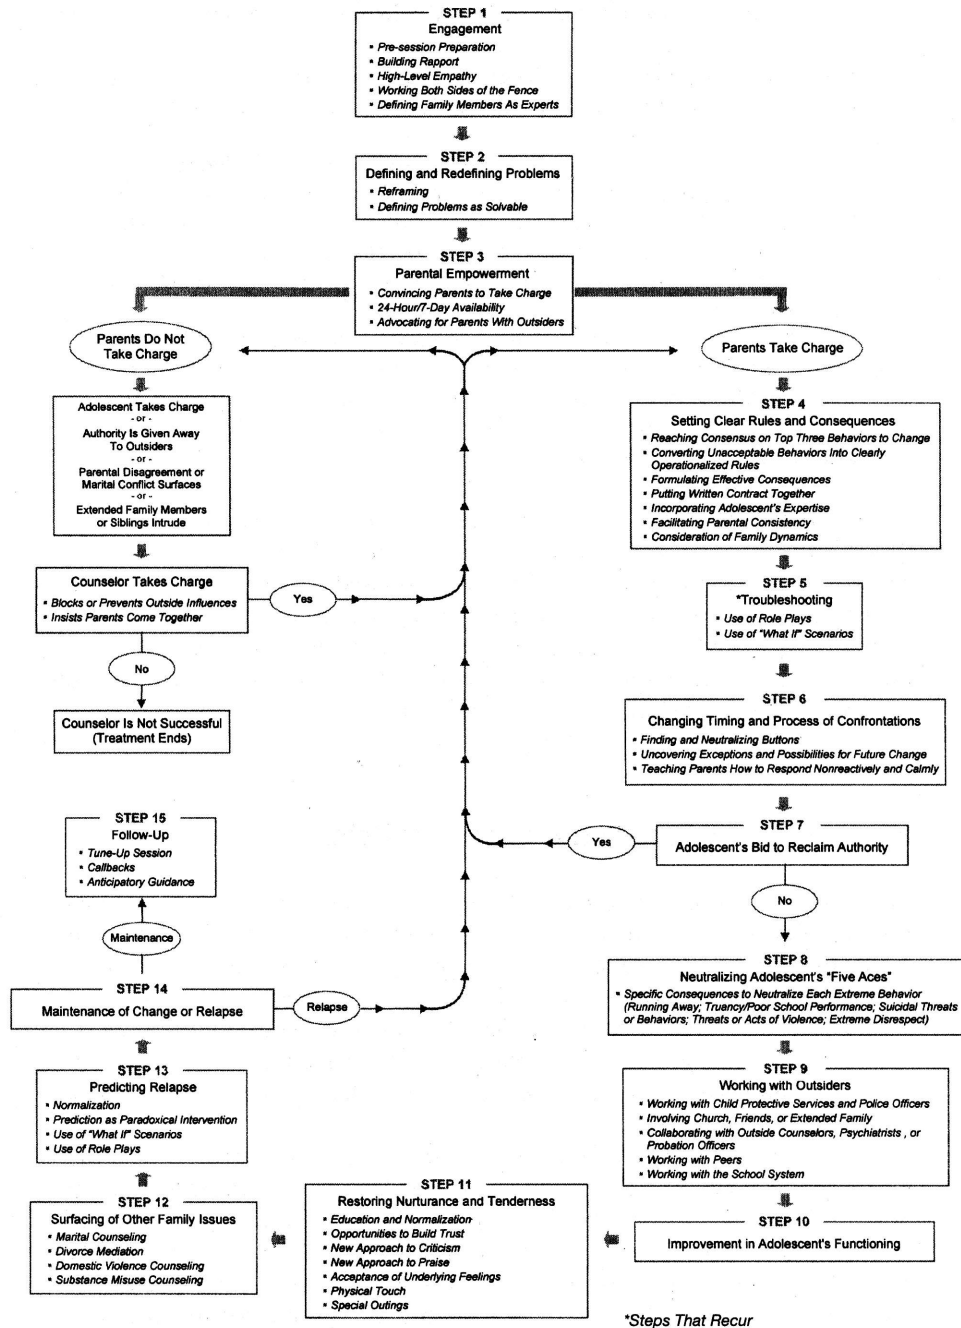 STEP 1
Engagement
▪ Pre-session Preparation
▪ Building Rapport
▪ High-Level Empathy
▪ Working Both Sides of the Fence
▪ Defining Family Members As Experts
STEP 2
Defining and Redefining Problems
▪ Reframing
▪ Defining Problems as Solvable
STEP 3
Parental Empowerment
▪ Convincing Parents to Take Charge
▪ 24-Hour/7-Day Availability
▪ Advocating for Parents With Outsiders
Parents Do Not
Take Charge
Adolescent Takes Charge
- or -
Authority Is Given Away
To Outsiders
- or -
Parental Disagreement or
Marital Conflict Surfaces
- or -
Extended Family Members
or Siblings Intrude
Counselor Takes Charge
▪ Blocks or Prevents Outside Influences
▪ Insists Parents Come Together
Yes
No
Counselor Is Not Successful
(Treatment Ends)
Parents Take Charge
STEP 4
Setting Clear Rules and Consequences
▪ Reaching Consensus on Top Three Behaviors to Change
▪ Converting Unacceptable Behaviors Into Clearly
Operationalized Rules
▪ Formulating Effective Consequences
▪ Putting Written Contract Together
▪ Incorporating Adolescent's Expertise
▪ Facilitating Parental Consistency
▪ Consideration of Family Dynamics
STEP 5
*Troubleshooting
▪ Use of Role Plays
▪ Use of "What If" Scenarios
STEP 6
Changing Timing and Process of Confrontations
▪ Finding and Neutralizing Buttons
▪ Uncovering Exceptions and Possibilities for Future Change
▪ Teaching Parents How to Respond Nonreactively and Calmly
STEP 7
Adolescent's Bid to Reclaim Authority
Yes
No
STEP 8
Neutralizing Adolescent's "Five Aces"
▪ Specific Consequences to Neutralize Each Extreme Behavior
(Running Away; Truancy/Poor School Performance; Suicidal Threats
or Behaviors; Threats or Acts of Violence; Extreme Disrespect)
STEP 9
Working with Outsiders
▪ Working with Child Protective Services and Police Officers
▪ Involving Church, Friends, or Extended Family
▪ Collaborating with Outside Counselors, Psychiatrists , or
Probation Officers
▪ Working with Peers
▪ Working with the School System
STEP 10
Improvement in Adolescent's Functioning
STEP 11
Restoring Nurturance and Tenderness
▪ Education and Normalization
▪ Opportunities to Build Trust
▪ New Approach to Criticism
▪ New Approach to Praise
▪ Acceptance of Underlying Feelings
▪ Physical Touch
▪ Special Outings
STEP 12
Surfacing of Other Family Issues
▪ Marital Counseling
▪ Divorce Mediation
▪ Domestic Violence Counseling
▪ Substance Misuse Counseling
STEP 13
Predicting Relapse
▪ Normalization
▪ Prediction as Paradoxical Intervention
▪ Use of "What If" Scenarios
▪ Use of Role Plays
STEP 14
Maintenance of Change or Relapse
Relapse
Maintenance
STEP 15
Follow-Up
▪ Tune-Up Session
▪ Callbacks
▪ Anticipatory Guidance
*Steps That Recur